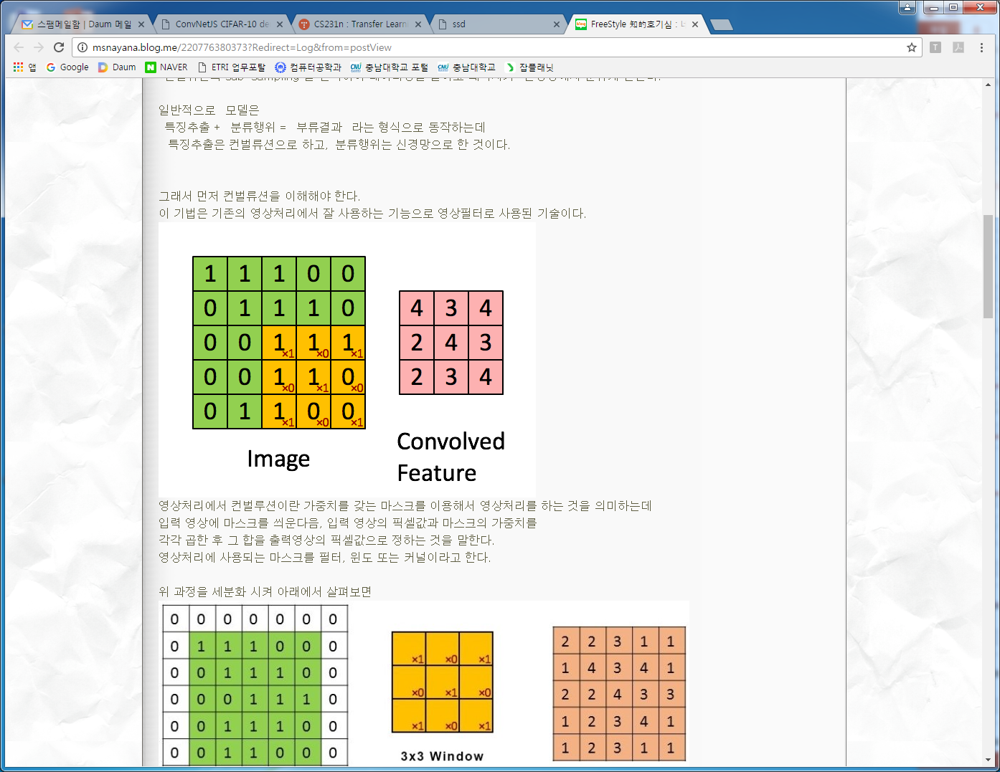 스팸메일함 | Daum 메일
ConvNetJS CIFAR-10 de
CS231n : Transfer Learni
ssd
FreeStyle 知的호기심 : 
msnayana.blog.me/220776380373?Redirect=Log&from=postView
앱 Google Daum NAVER ETRI 업무포탈 컴퓨터공학과 충남대학교 포털 충남대학교 잡플래닛
일반적으로 모델은
특징추출 + 분류행위 = 부류결과 라는 형식으로 동작하는데
특징추출은 컨벌류션으로 하고, 분류행위는 신경망으로 한 것이다.
그래서 먼저 컨벌류션을 이해해야 한다.
이 기법은 기존의 영상처리에서 잘 사용하는 기능으로 영상필터로 사용된 기술이다.
1 1 1 0 0
0 1 1 1 0
0 0 1×1 1×0 1×1
0 0 1×0 1×1 0×0
0 1 1×1 0×0 0×1
Image
4 3 4
2 4 3
2 3 4
Convolved
Feature
영상처리에서 컨벌루션이란 가중치를 갖는 마스크를 이용해서 영상처리를 하는 것을 의미하는데
입력 영상에 마스크를 씌운다음, 입력 영상의 픽셀값과 마스크의 가중치를
각각 곱한 후 그 합을 출력영상의 픽셀값으로 정하는 것을 말한다.
영상처리에 사용되는 마스크를 필터, 윈도 또는 커널이라고 한다.
위 과정을 세분화 시켜 아래에서 살펴보면
0 0 0 0 0 0 0
0 1 1 1 0 0 0
0 0 1 1 1 0 0
0 0 0 1 1 1 0
0 0 1 1 1 0 0
0 0 1 1 0 0 0
×1 ×0 ×1
×0 ×1 ×0
×1 ×0 ×1
3x3 Window
2 2 3 1 1
1 4 3 4 1
2 2 4 3 3
1 2 3 4 1
1 2 3 1 1